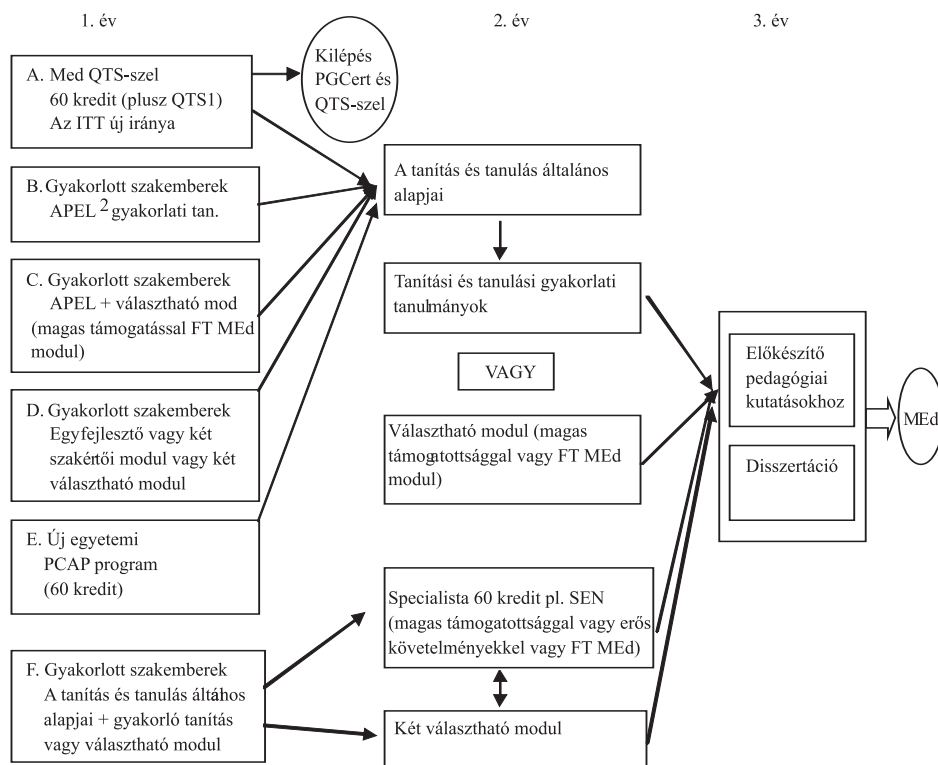 1. év
2. év
3. év
A. Med QTS-szel
60 kredit (plusz QTS1)
Az ITT új iránya
Kilépés
PGCert és
QTS-szel
B. Gyakorlott szakemberek
APEL 2 gyakorlati tan.
C. Gyakorlott szakemberek
APEL + választható mod
(magas támogatással FT MEd
modul)
D. Gyakorlott szakemberek
Egyfejlesztő vagy két
szakértői modul vagy két
választható modul
E. Új egyetemi
PCAP program
(60 kredit)
F. Gyakorlott szakemberek
A tanítás és tanulás általános
alapjai + gyakorló tanítás
vagy választható modul
A tanítás és tanulás általános
alapjai
Tanítási és tanulási gyakorlati
tanulmányok
VAGY
Választható modul (magas
támogatottsággal vagy FT MEd
modul)
Specialista 60 kredit pl. SEN
(magas támogatottsággal vagy erős
követelményekkel vagy FT MEd)
Két választható modul
Előkészítő
pedagógiai
kutatásokhoz
Disszertáció
MEd